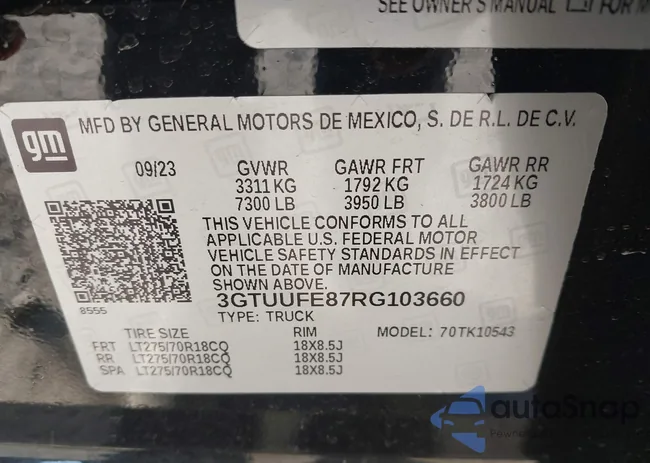 SEE OWNER'S MANUAL FOR M
gm
MFD BY GENERAL MOTORS DE MEXICO, S. DE R.L. DE C.V.
09/23 GVWR GAWR FRT GAWR RR
3311 KG 1792 KG 1724 KG
7300 LB 3950 LB 3800 LB
THIS VEHICLE CONFORMS TO ALL
APPLICABLE U.S. FEDERAL MOTOR
VEHICLE SAFETY STANDARDS IN EFFECT
ON THE DATE OF MANUFACTURE
SHOWN ABOVE.
3GTUUFE87RG103660
8555
TYPE: TRUCK
TIRE SIZE RIM MODEL: 70TK10543
FRT LT275/70R18CQ 18X8.5J
RR LT275/70R18CQ 18X8.5J
SPA LT275/70R18CQ 18X8.5J
autoSnap